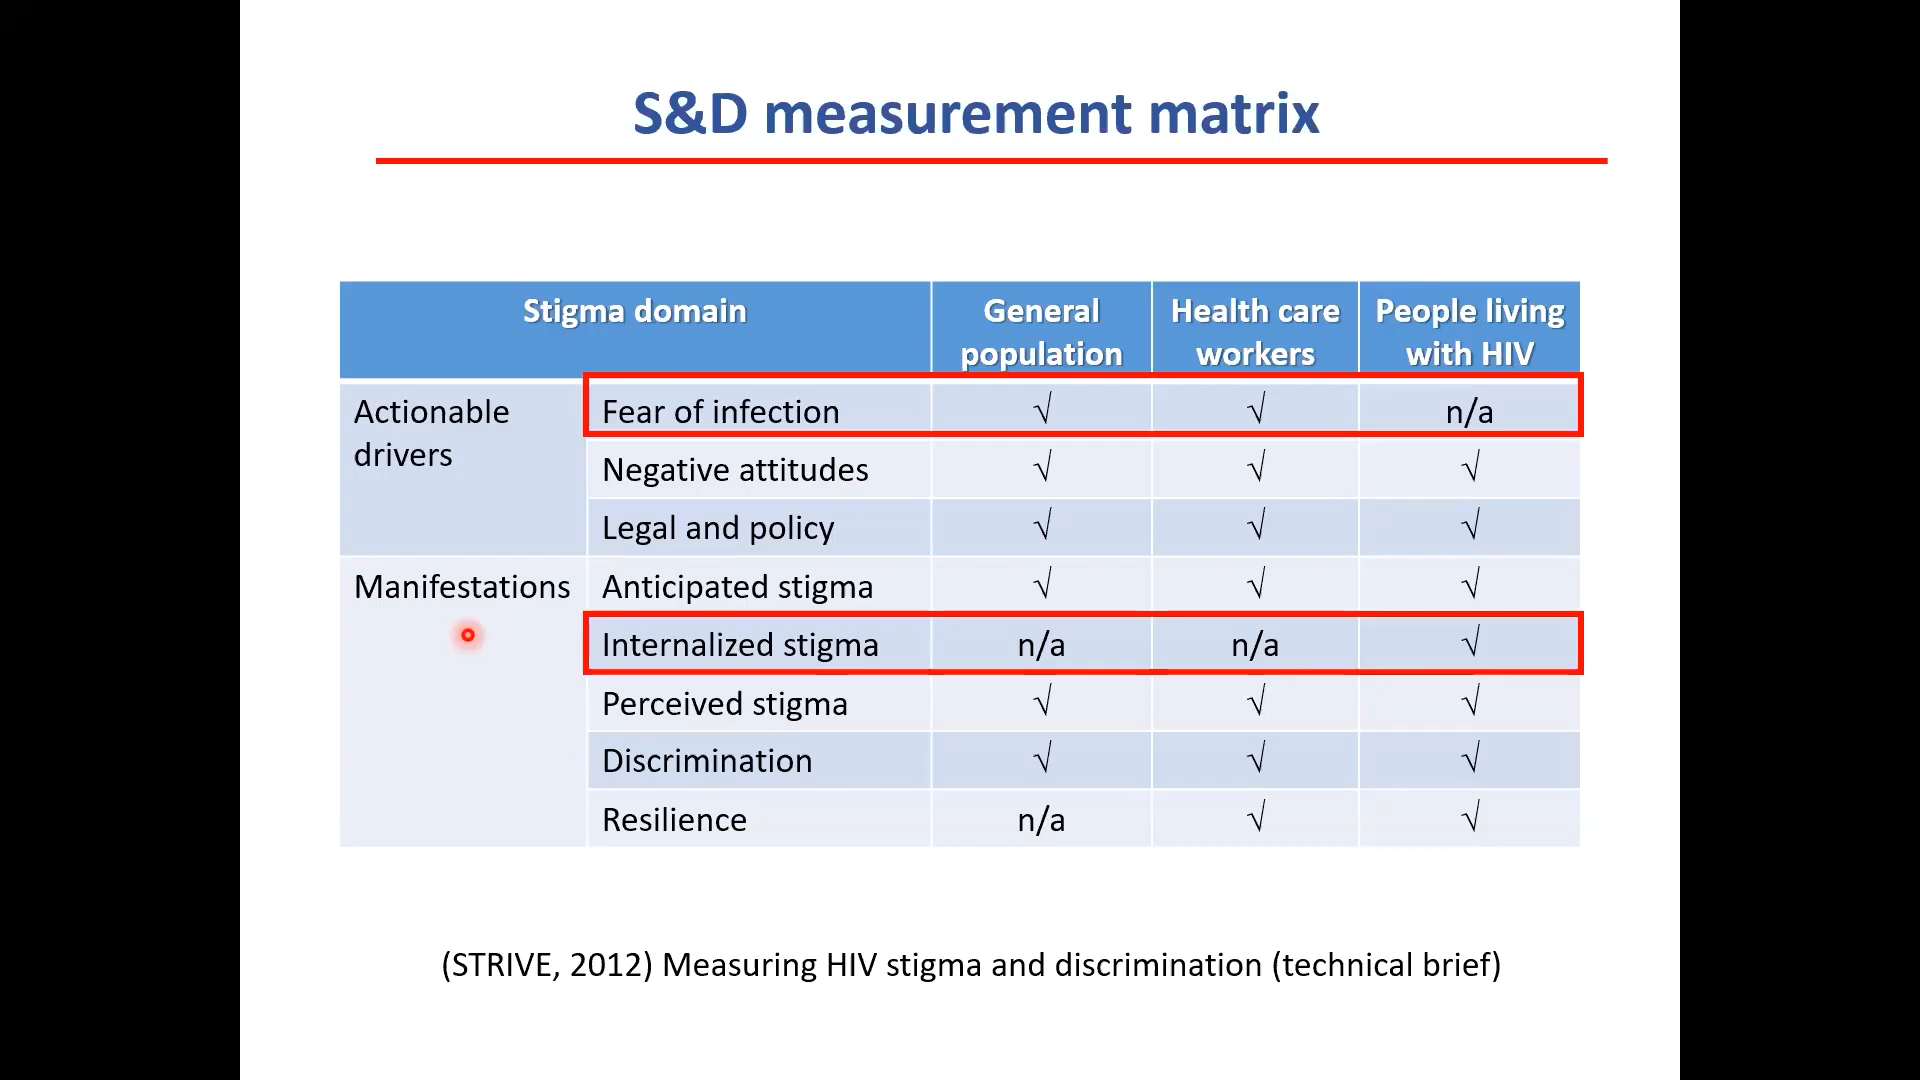 S&D measurement matrix
Stigma domain
General
population
Health care
workers
People living
with HIV
Actionable
drivers
Fear of infection √ √ n/a
Negative attitudes √ √ √
Legal and policy √ √ √
Manifestations Anticipated stigma √ √ √
Internalized stigma n/a n/a √
Perceived stigma √ √ √
Discrimination √ √ √
Resilience n/a √ √
(STRIVE, 2012) Measuring HIV stigma and discrimination (technical brief)